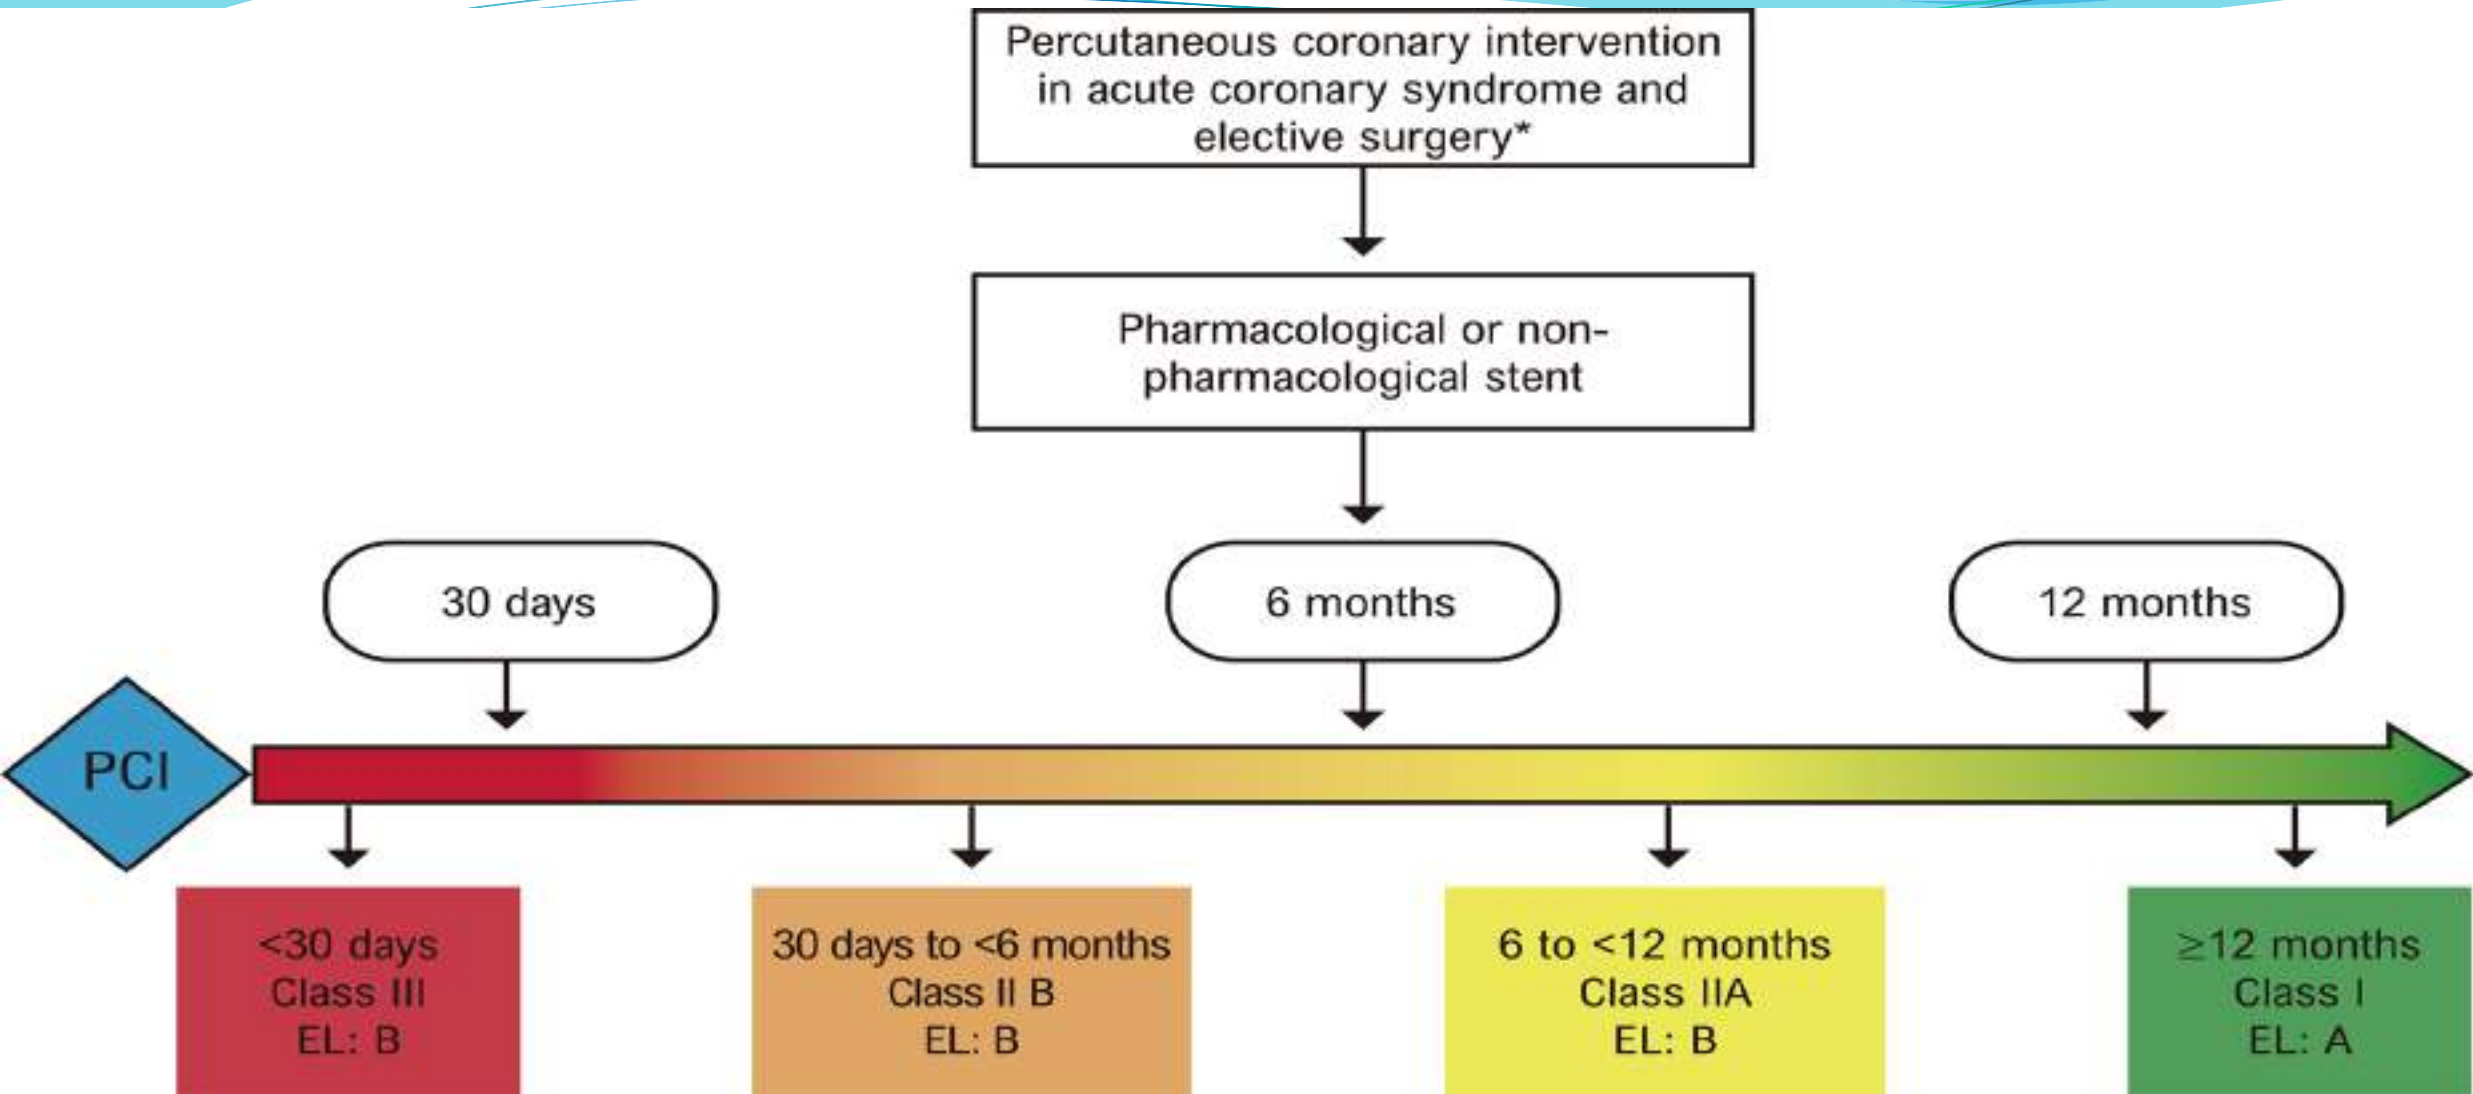 Percutaneous coronary intervention
in acute coronary syndrome and
elective surgery*
Pharmacological or non-
pharmacological stent
30 days
6 months
12 months
PCI
<30 days
Class III
EL: B
30 days to <6 months
Class II B
EL: B
6 to <12 months
Class IIA
EL: B
≥12 months
Class I
EL: A